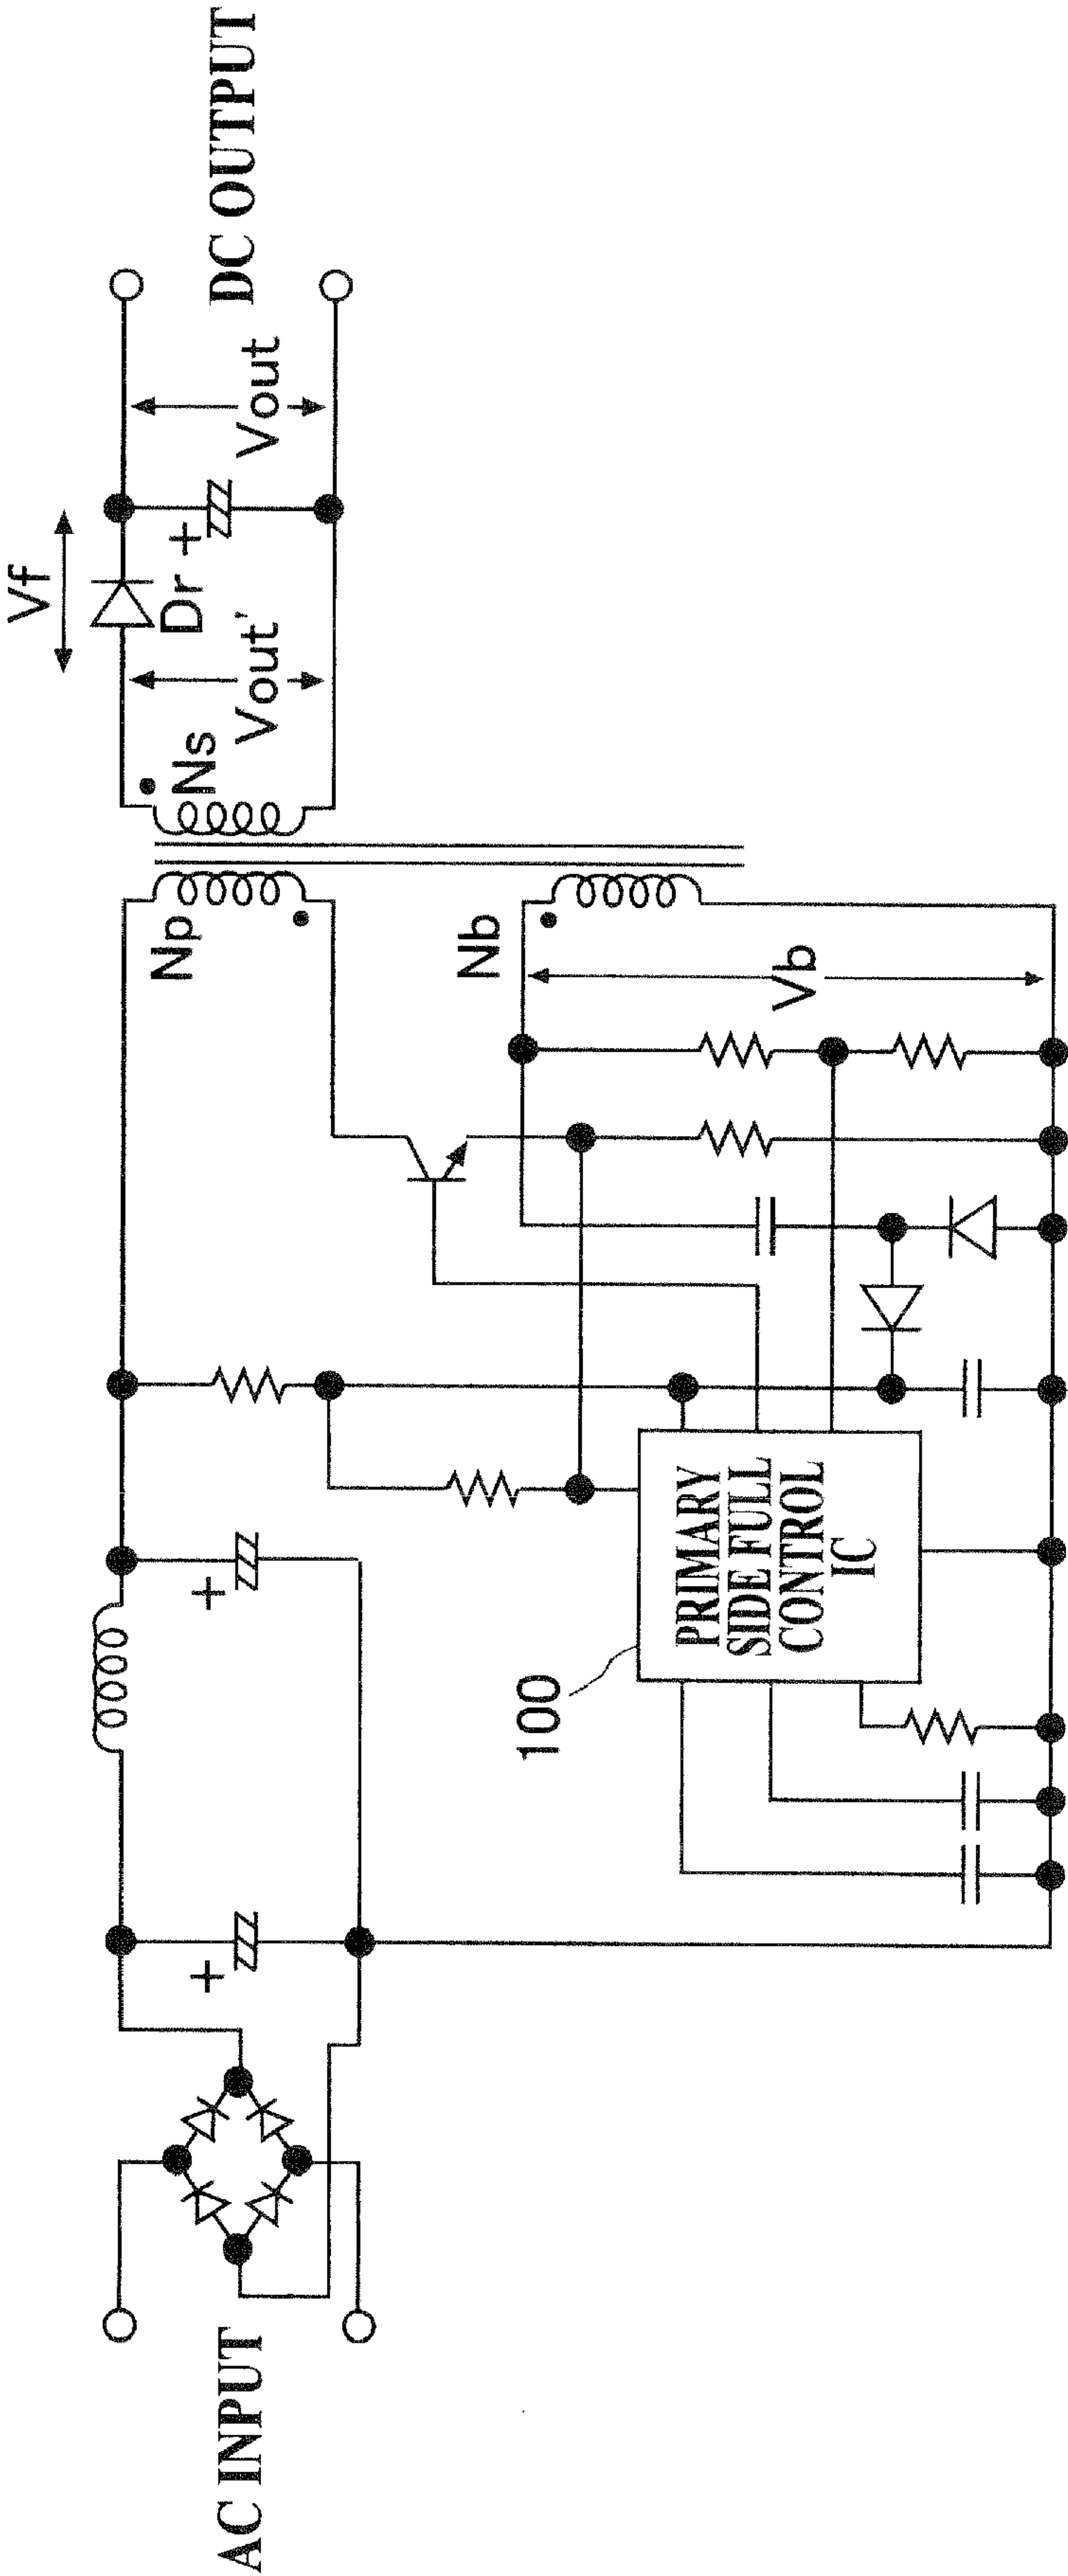 AC INPUT
DC OUTPUT
Vf
Dr
+
Vout
Vout'
Ns
Np
Nb
Vb
+
+
100
PRIMARY
SIDE FULL
CONTROL
IC